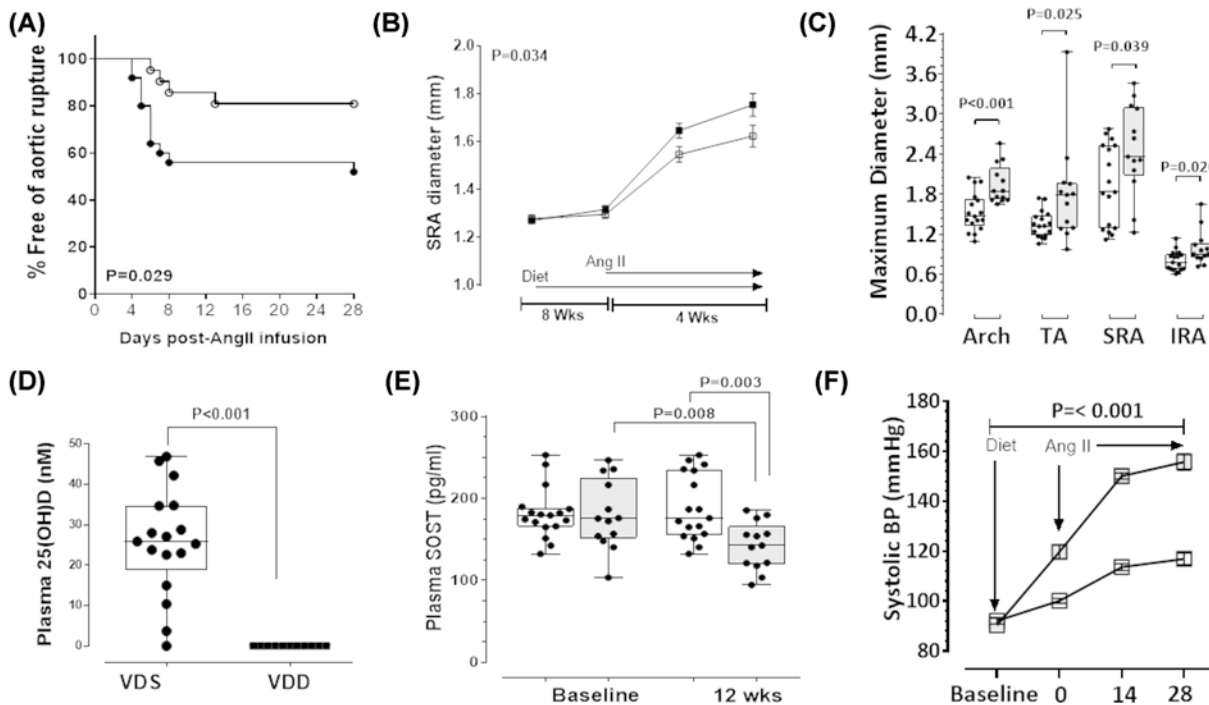 (A)
100
80
60
40
20
0
% Free of aortic rupture
P=0.029
0 4 8 12 16 20 24 28
Days post-AngII infusion
(B)
P=0.034
2.0
1.8
1.6
1.4
1.2
1.0
SRA diameter (mm)
Ang II
Diet
8 Wks
4 Wks
(C)
P=0.025
P=0.039
P<0.001
4.2
3.6
3.0
2.4
1.8
1.2
0.6
0.0
Maximum Diameter (mm)
Arch TA SRA IRA
(D)
P<0.001
50
40
30
20
10
0
Plasma 25(OH)D (nM)
VDS VDD
(E)
P=0.003
P=0.008
300
250
200
150
100
50
0
Plasma SOST (pg/ml)
Baseline 12 wks
(F)
P=< 0.001
Diet Ang II
160
140
120
100
80
Systolic BP (mmHg)
Baseline 0 14 28